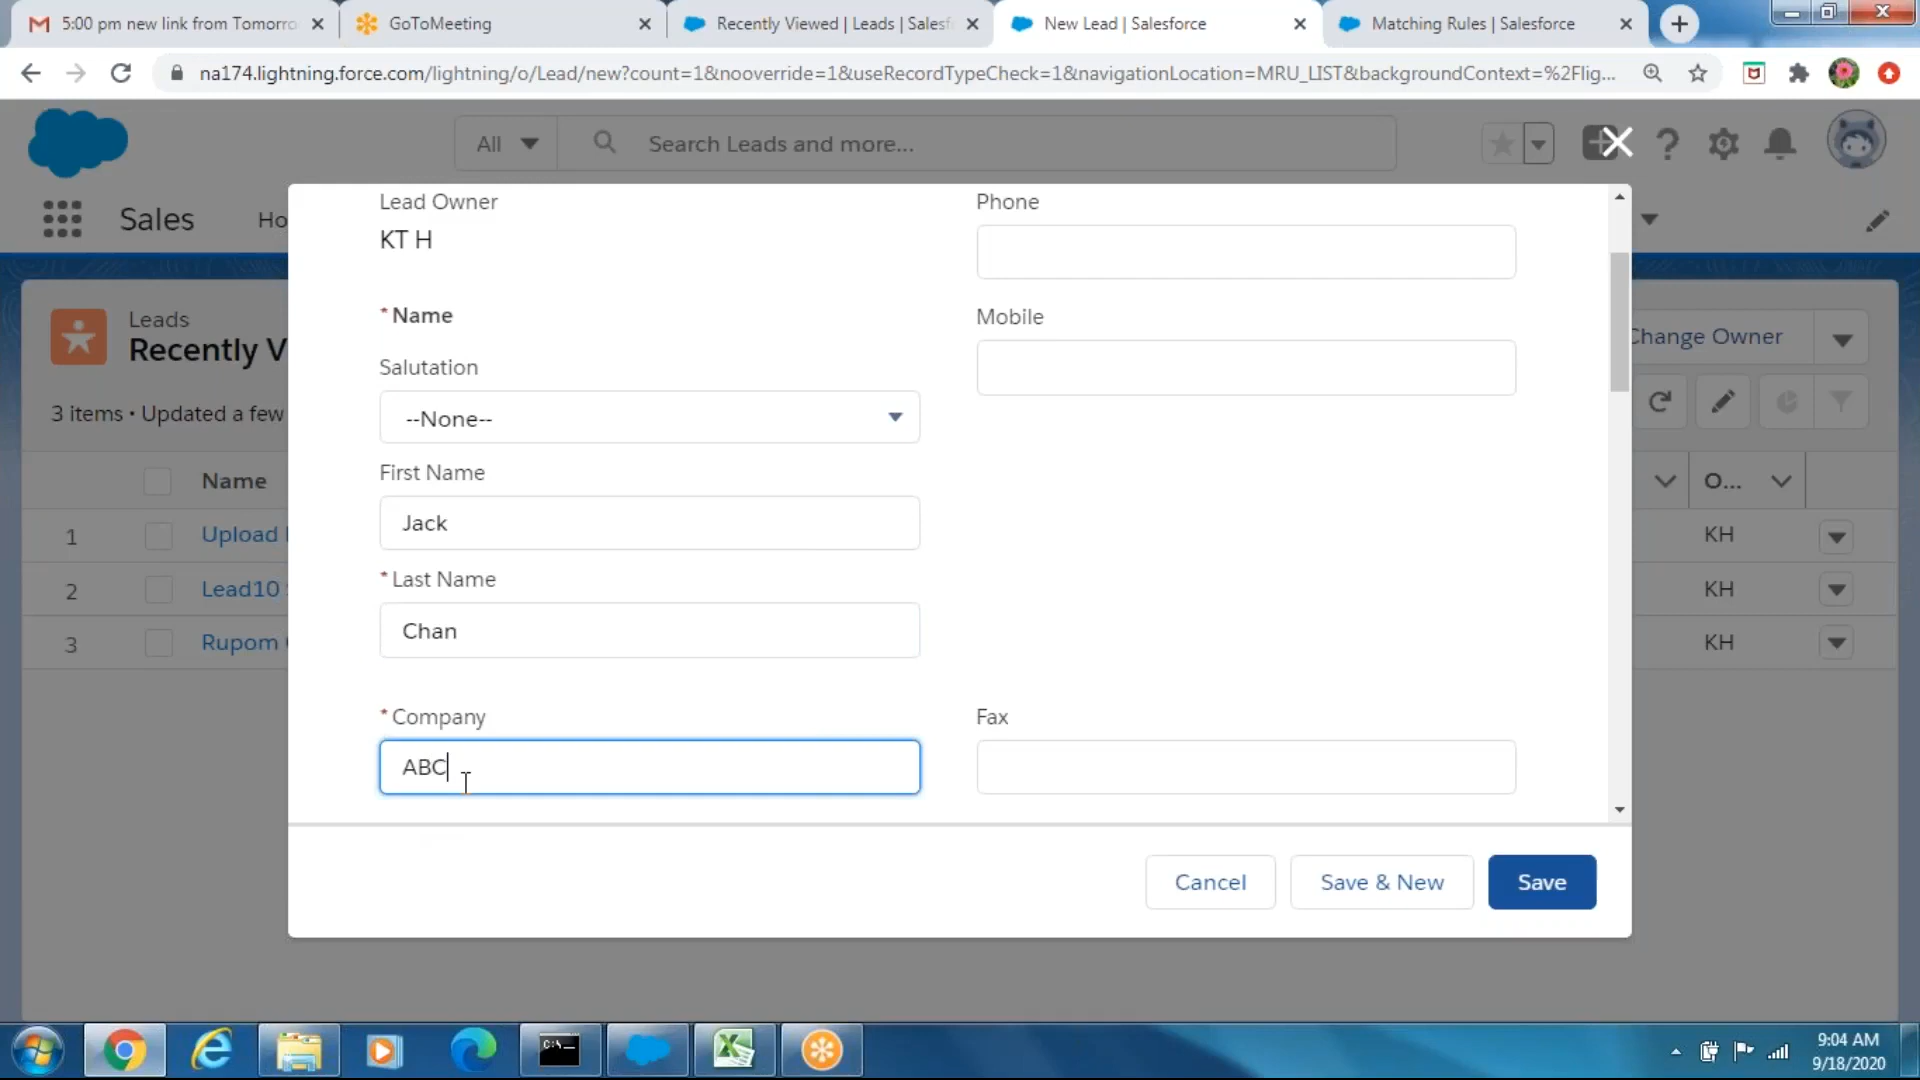 5:00 pm new link from Tomorro
GoToMeeting
Recently Viewed | Leads | Salesf
New Lead | Salesforce
Matching Rules | Salesforce
na174.lightning.force.com/lightning/o/Lead/new?count=1&nooverride=1&useRecordTypeCheck=1&navigationLocation=MRU_LIST&backgroundContext=%2Flig...
All
Search Leads and more...
Sales
Ho
Leads
Recently V
Change Owner
3 items • Updated a few
Name
O...
1
Upload
KH
2
Lead10
KH
3
Rupom
KH
Lead Owner
KT H
Phone
* Name
Mobile
Salutation
--None--
First Name
Jack
* Last Name
Chan
* Company
ABC
Fax
Cancel
Save & New
Save
C:\
9:04 AM
9/18/2020